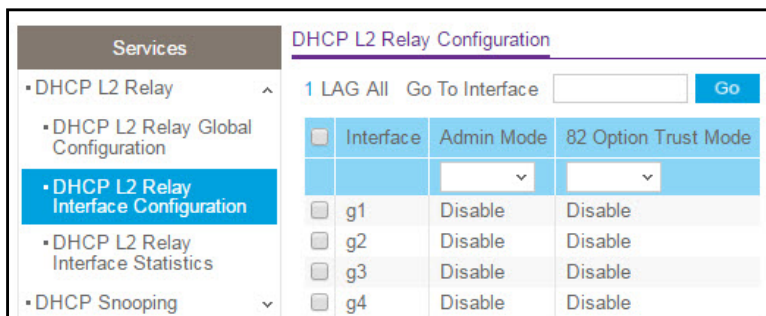 Services
▪ DHCP L2 Relay
▪ DHCP L2 Relay Global
Configuration
▪ DHCP L2 Relay
Interface Configuration
▪ DHCP L2 Relay
Interface Statistics
▪ DHCP Snooping
DHCP L2 Relay Configuration
1 LAG All Go To Interface Go
Interface Admin Mode 82 Option Trust Mode
g1 Disable Disable
g2 Disable Disable
g3 Disable Disable
g4 Disable Disable